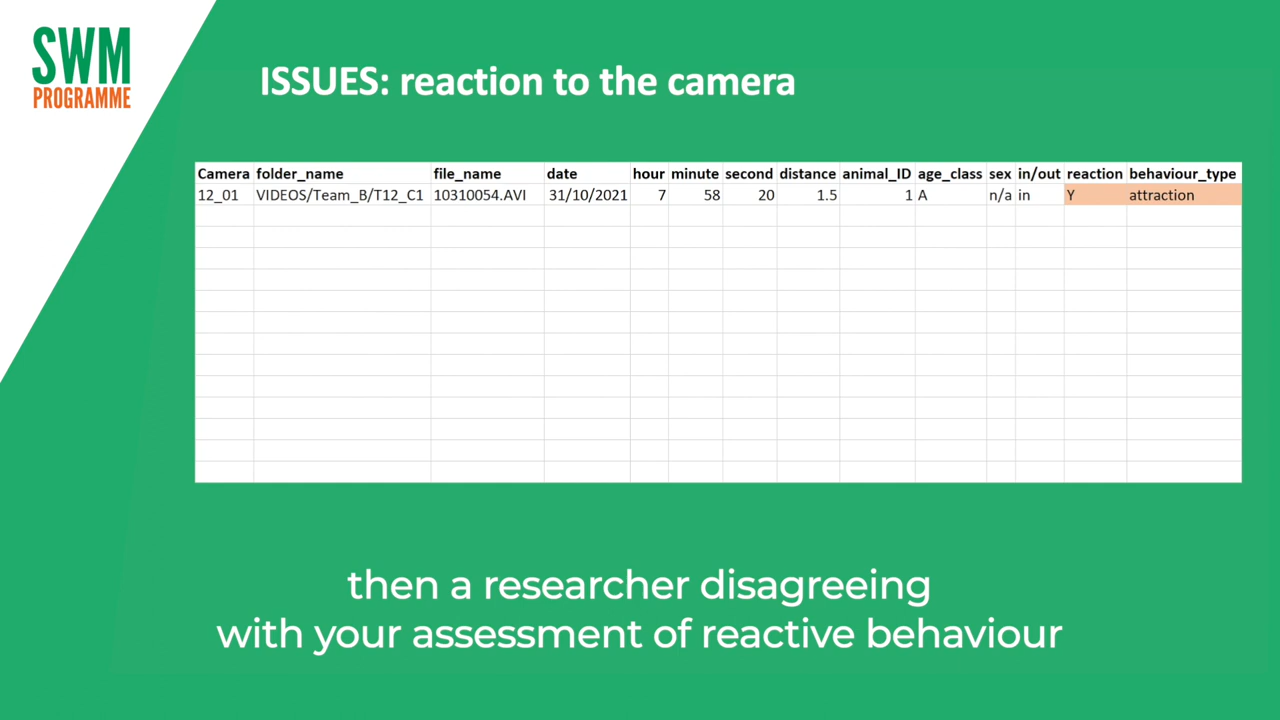 SWM
PROGRAMME
ISSUES: reaction to the camera
Camera folder_name file_name date hour minute second distance animal_ID age_class sex in/out reaction behaviour_type
12_01 VIDEOS/Team_B/T12_C1 10310054.AVI 31/10/2021 7 58 20 1.5 1 A n/a in Y attraction
then a researcher disagreeing
with your assessment of reactive behaviour